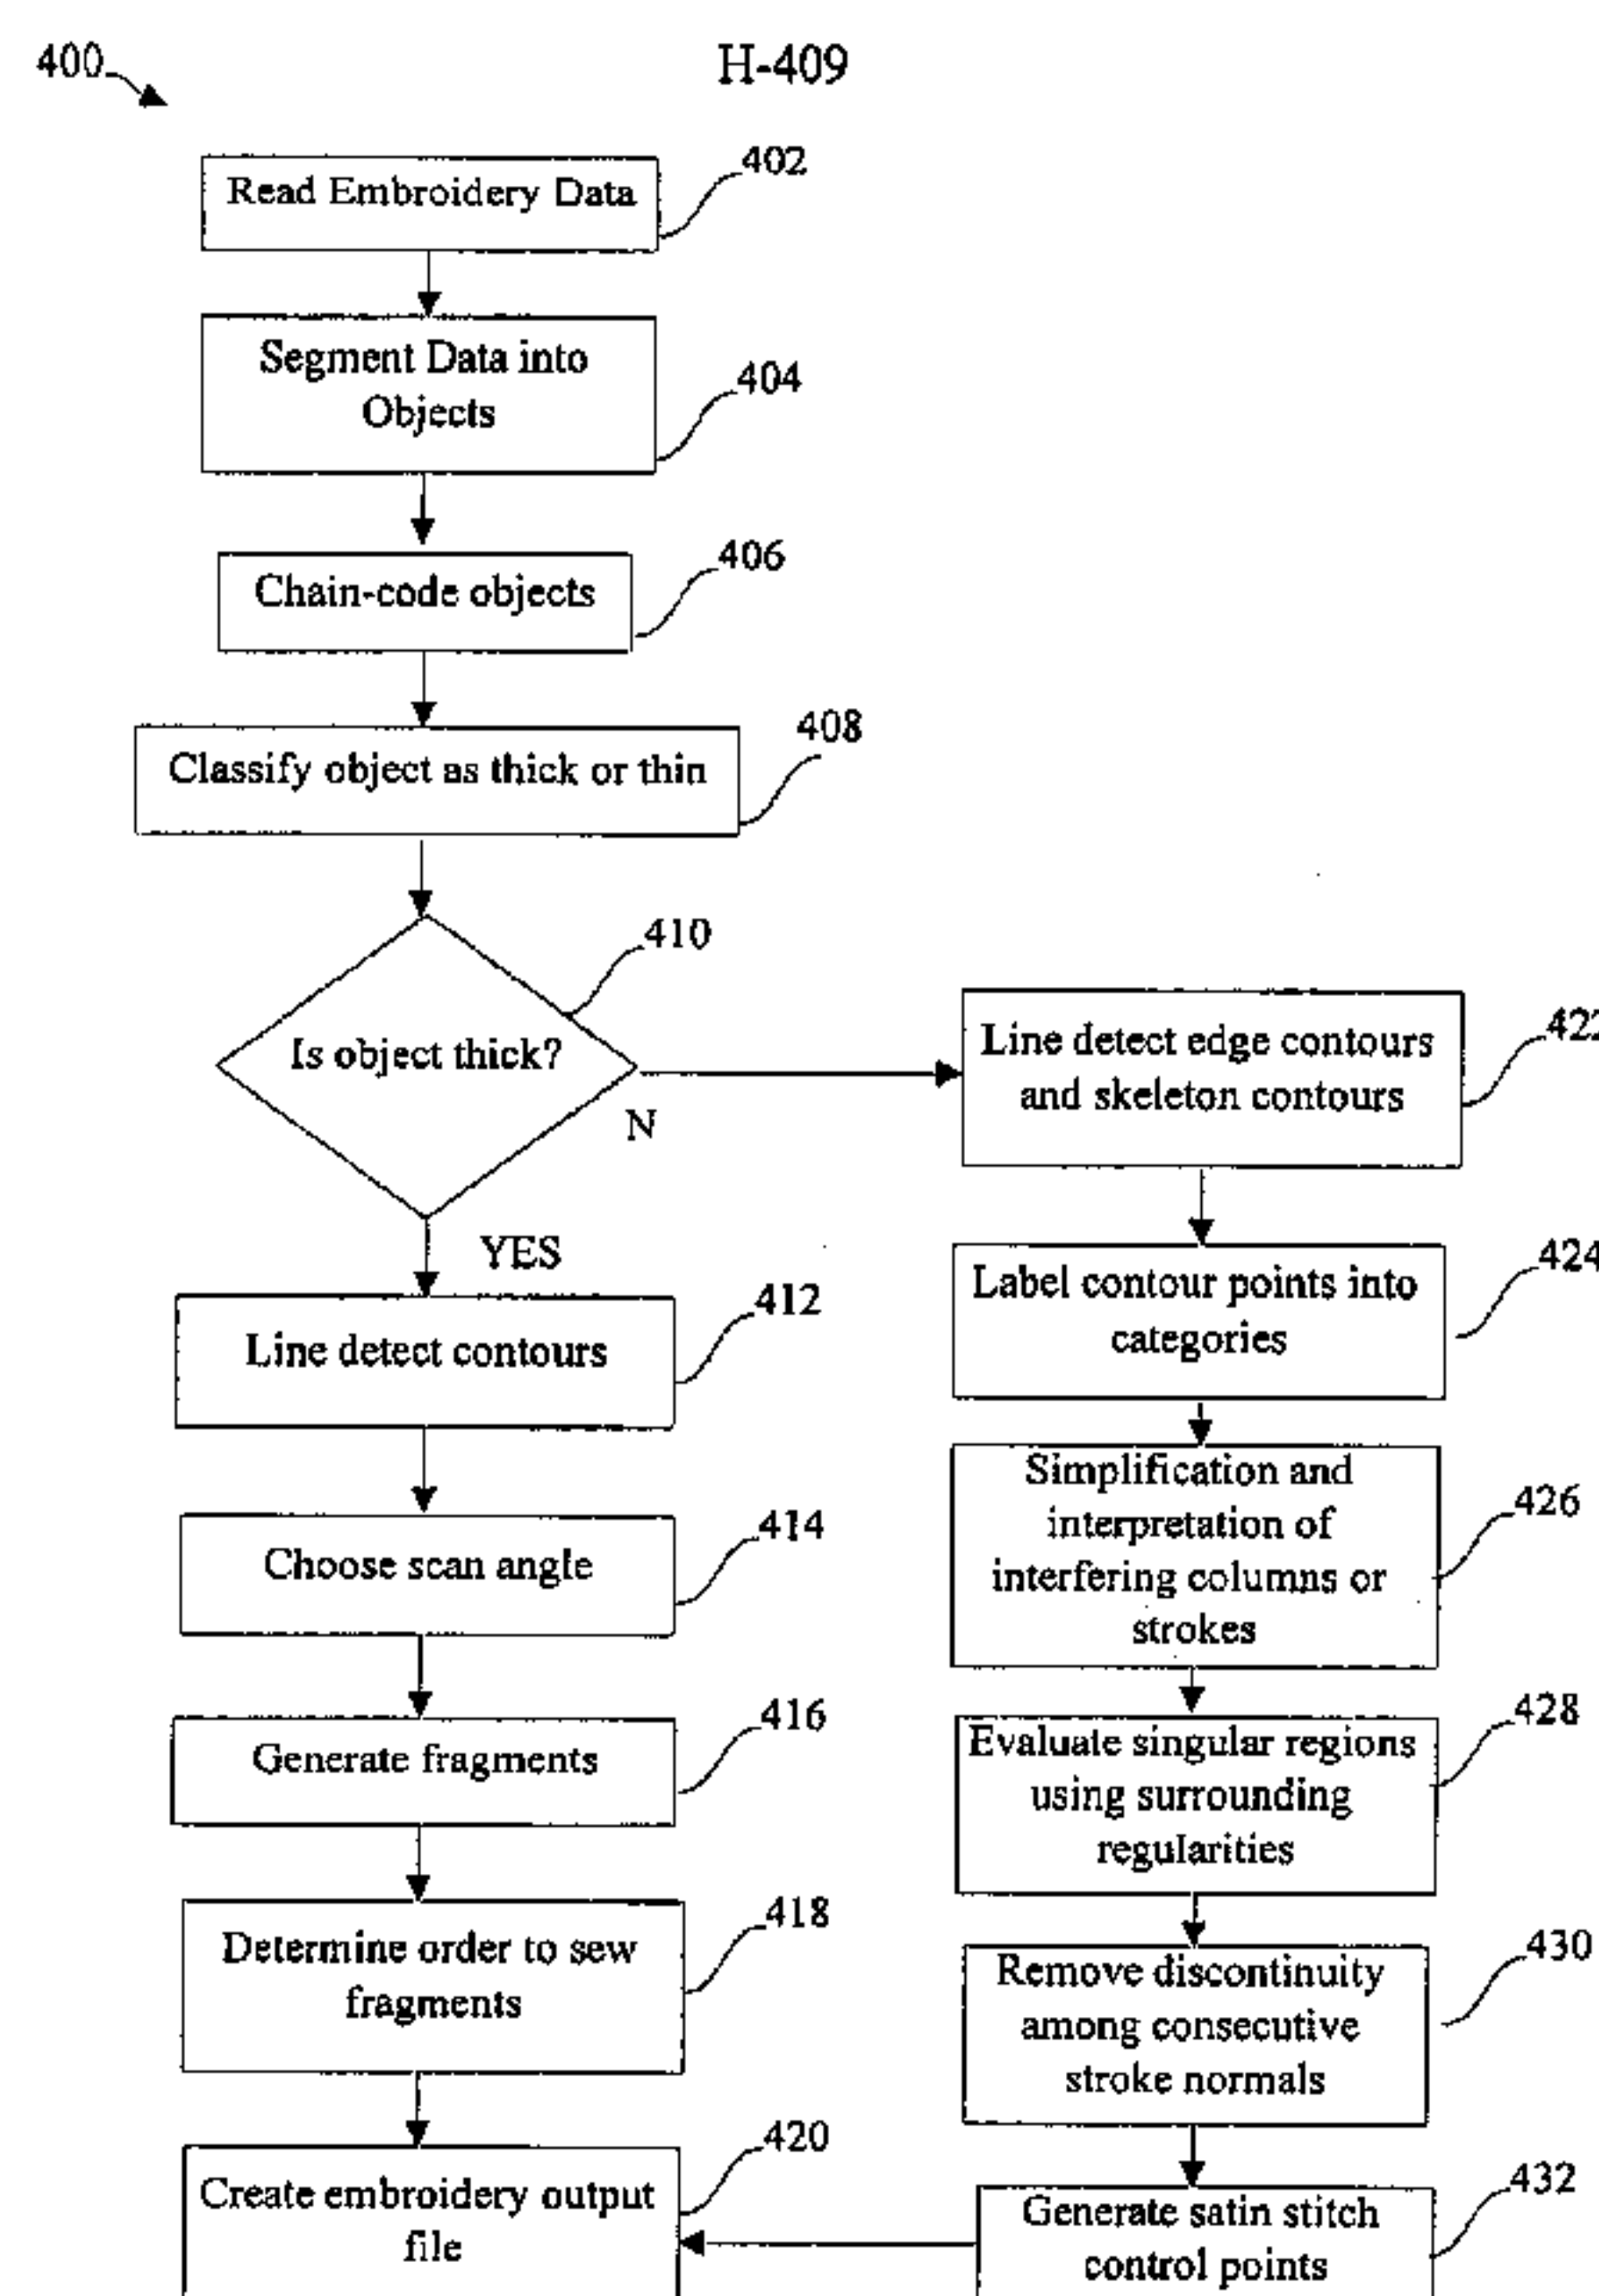 400
H-409
402
Read Embroidery Data
Segment Data into
Objects
404
406
Chain-code objects
408
Classify object as thick or thin
410
Is object thick?
N
YES
412
Line detect contours
414
Choose scan angle
416
Generate fragments
418
Determine order to sew
fragments
420
Create embroidery output
file
422
Line detect edge contours
and skeleton contours
424
Label contour points into
categories
Simplification and
interpretation of
interfering columns or
strokes
426
428
Evaluate singular regions
using surrounding
regularities
430
Remove discontinuity
among consecutive
stroke normals
432
Generate satin stitch
control points